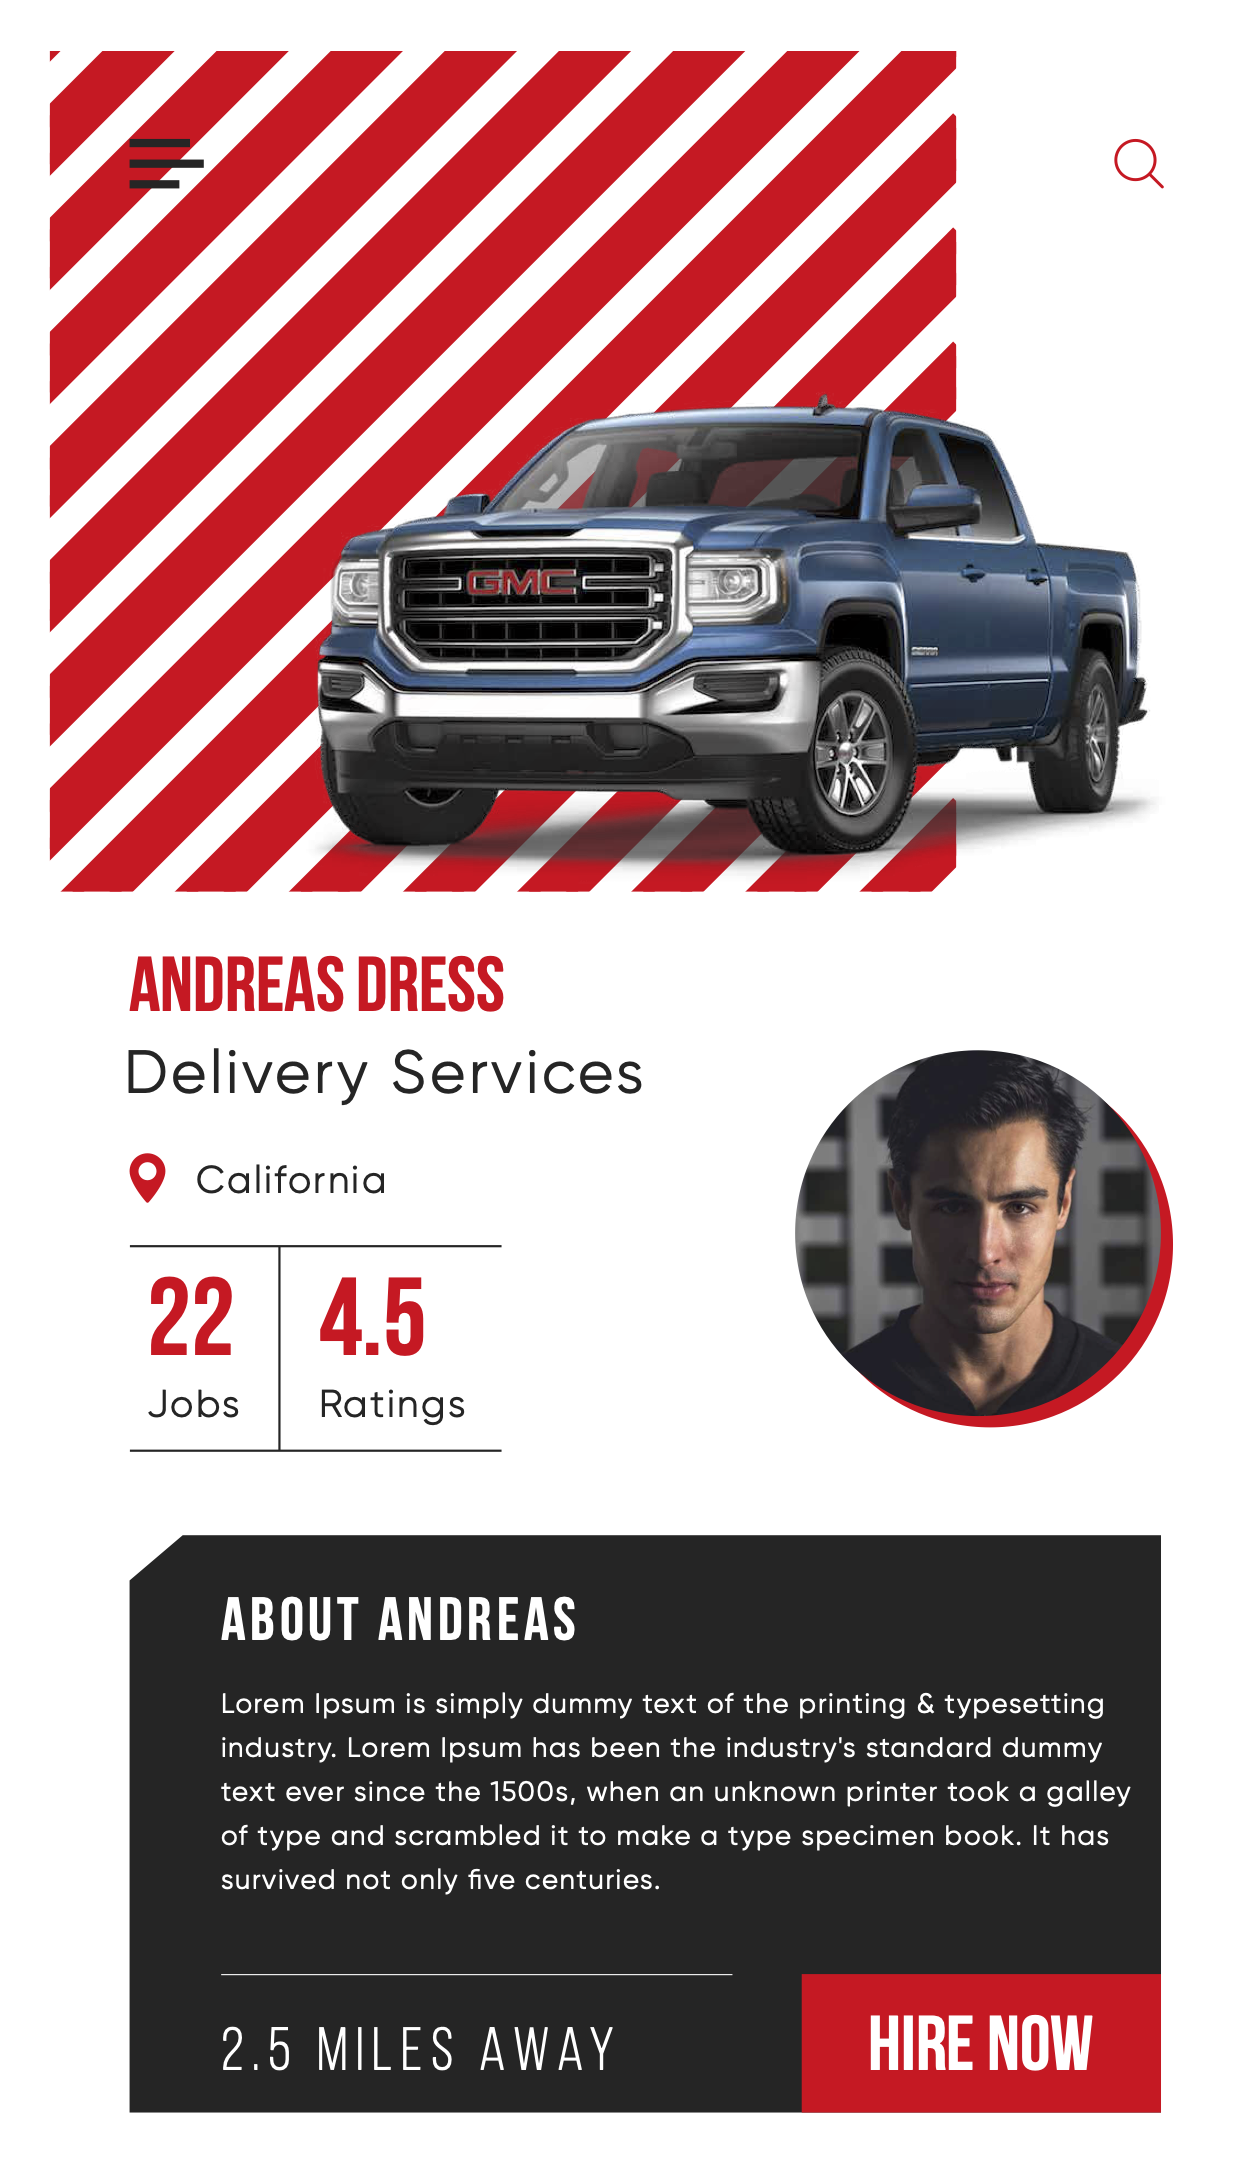 GMC
ANDREAS DRESS
Delivery Services
California
22
Jobs
4.5
Ratings
ABOUT ANDREAS
Lorem Ipsum is simply dummy text of the printing & typesetting
industry. Lorem Ipsum has been the industry's standard dummy
text ever since the 1500s, when an unknown printer took a galley
of type and scrambled it to make a type specimen book. It has
survived not only five centuries.
2.5 MILES AWAY
HIRE NOW